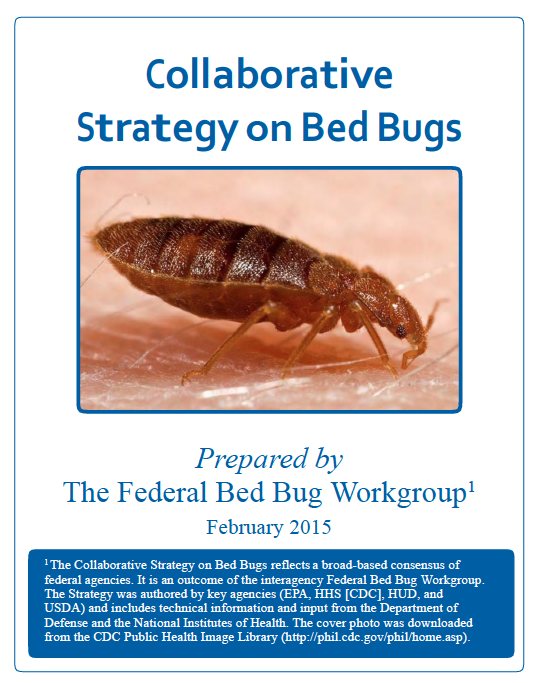 Collaborative
Strategy on Bed Bugs
Prepared by
The Federal Bed Bug Workgroup¹
February 2015
¹The Collaborative Strategy on Bed Bugs reflects a broad-based consensus of
federal agencies. It is an outcome of the interagency Federal Bed Bug Workgroup.
The Strategy was authored by key agencies (EPA, HHS [CDC], HUD, and
USDA) and includes technical information and input from the Department of
Defense and the National Institutes of Health. The cover photo was downloaded
from the CDC Public Health Image Library (http://phil.cdc.gov/phil/home.asp).